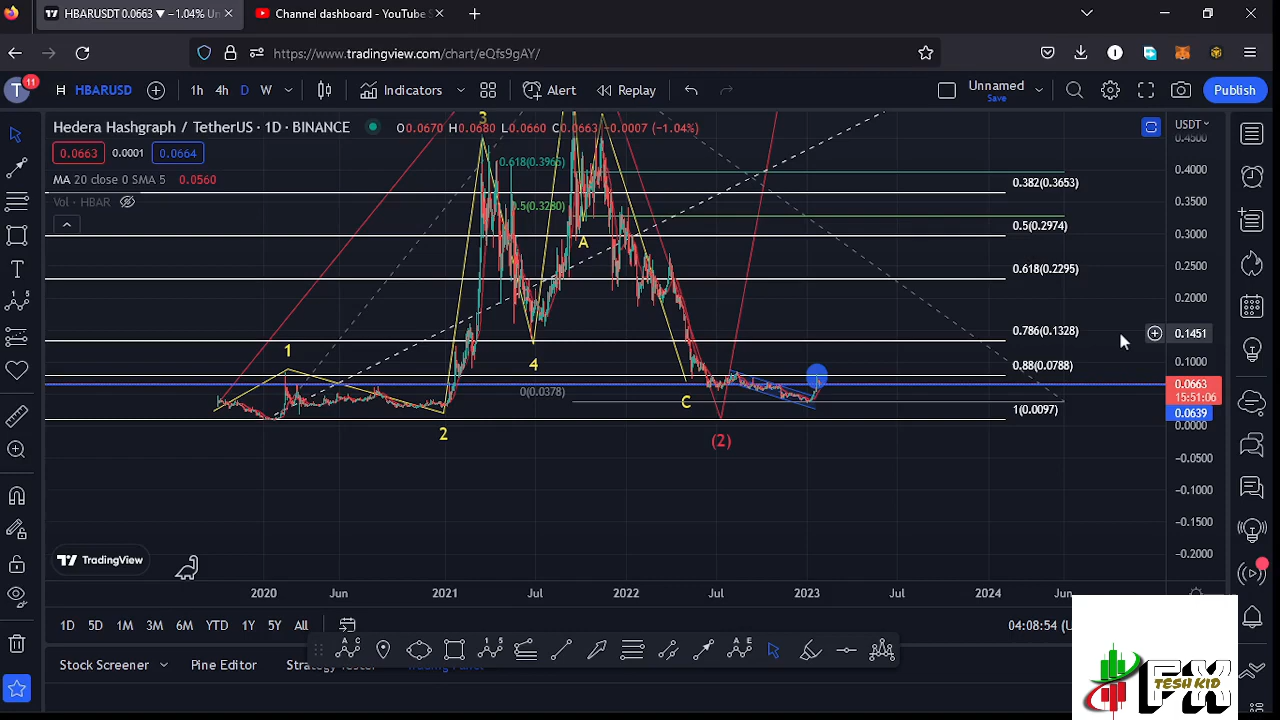 HBARUSDT 0.0663 ▼ −1.04% Un
Channel dashboard - YouTube S
https://www.tradingview.com/chart/eQfs9gAY/
T
11
HBARUSD
1h
4h
D
W
Indicators
Alert
Replay
Unnamed
Save
Publish
Hedera Hashgraph / TetherUS · 1D · BINANCE
O0.0670 H0.0680 L0.0660 C0.0663 −0.0007 (−1.04%)
0.0663
0.0001
0.0664
MA 20 close 0 SMA 5
0.0560
Vol · HBAR
USDT
0.4500
0.4000
0.3500
0.3000
0.2500
0.2000
0.1451
0.1000
0.0663
15:51:06
0.0639
0.0000
−0.0500
−0.1000
−0.1500
−0.2000
3
0.618(0.3965)
0.382(0.3653)
0.5(0.3280)
0.5(0.2974)
A
0.618(0.2295)
0.786(0.1328)
1
4
0.88(0.0788)
0(0.0378)
C
1(0.0097)
2
(2)
TradingView
2020
Jun
2021
Jul
2022
Jul
2023
Jul
2024
Jun
1D
5D
1M
3M
6M
YTD
1Y
5Y
All
04:08:54 (U
Stock Screener
Pine Editor
Strategy Tester
Trading Panel
FX
TESH KID